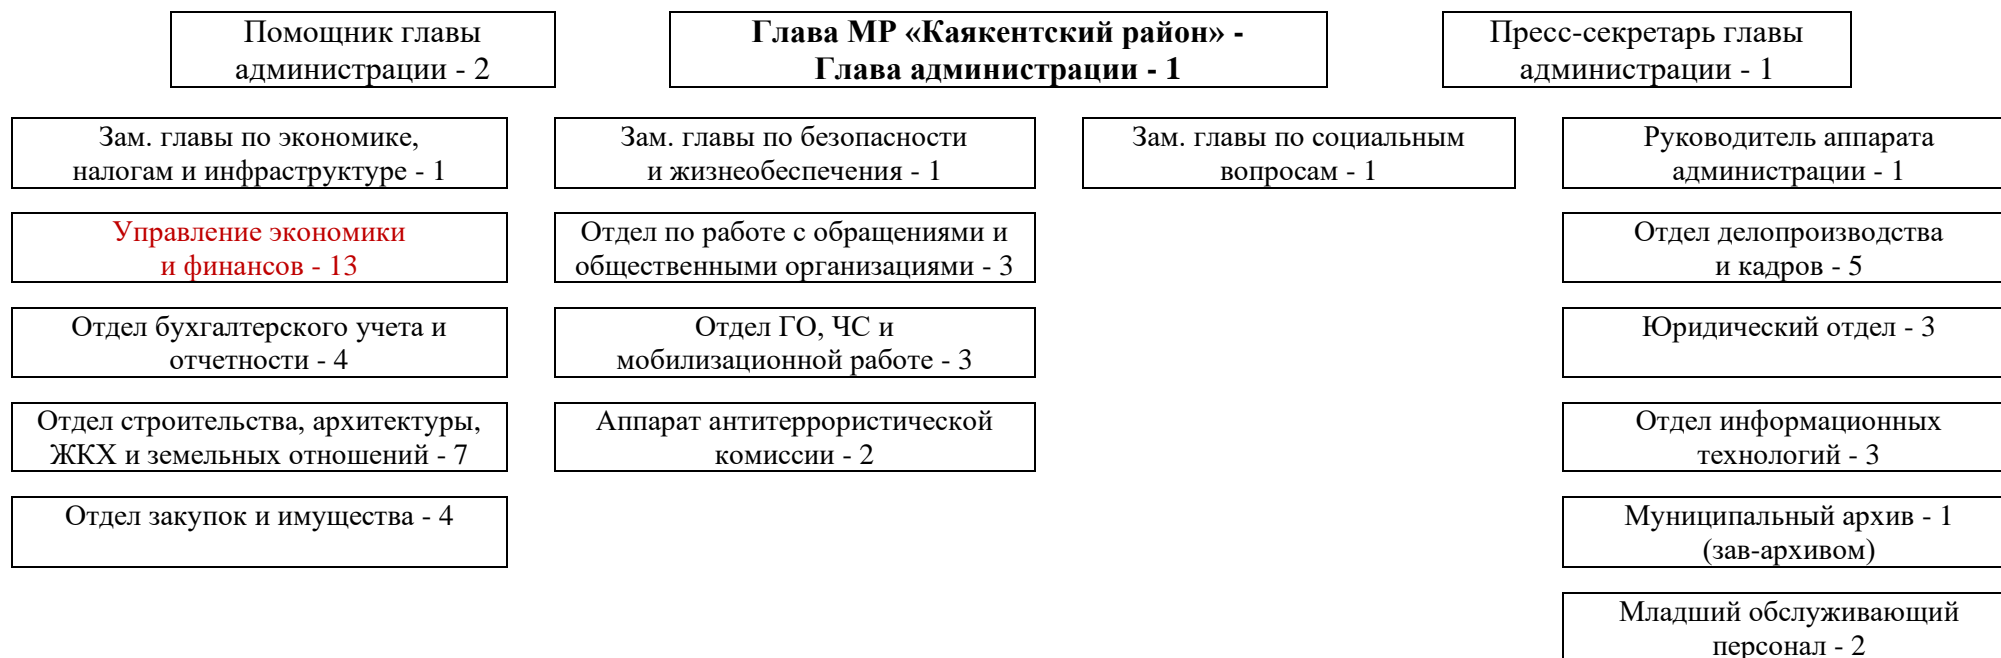 Помощник главы
администрации - 2
Глава МР «Каякентский район» -
Глава администрации - 1
Пресс-секретарь главы
администрации - 1
Зам. главы по экономике,
налогам и инфраструктуре - 1
Зам. главы по безопасности
и жизнеобеспечения - 1
Зам. главы по социальным
вопросам - 1
Руководитель аппарата
администрации - 1
Управление экономики
и финансов - 13
Отдел по работе с обращениями и
общественными организациями - 3
Отдел делопроизводства
и кадров - 5
Отдел бухгалтерского учета и
отчетности - 4
Отдел ГО, ЧС и
мобилизационной работе - 3
Юридический отдел - 3
Отдел строительства, архитектуры,
ЖКХ и земельных отношений - 7
Аппарат антитеррористической
комиссии - 2
Отдел информационных
технологий - 3
Отдел закупок и имущества - 4
Муниципальный архив - 1
(зав-архивом)
Младший обслуживающий
персонал - 2